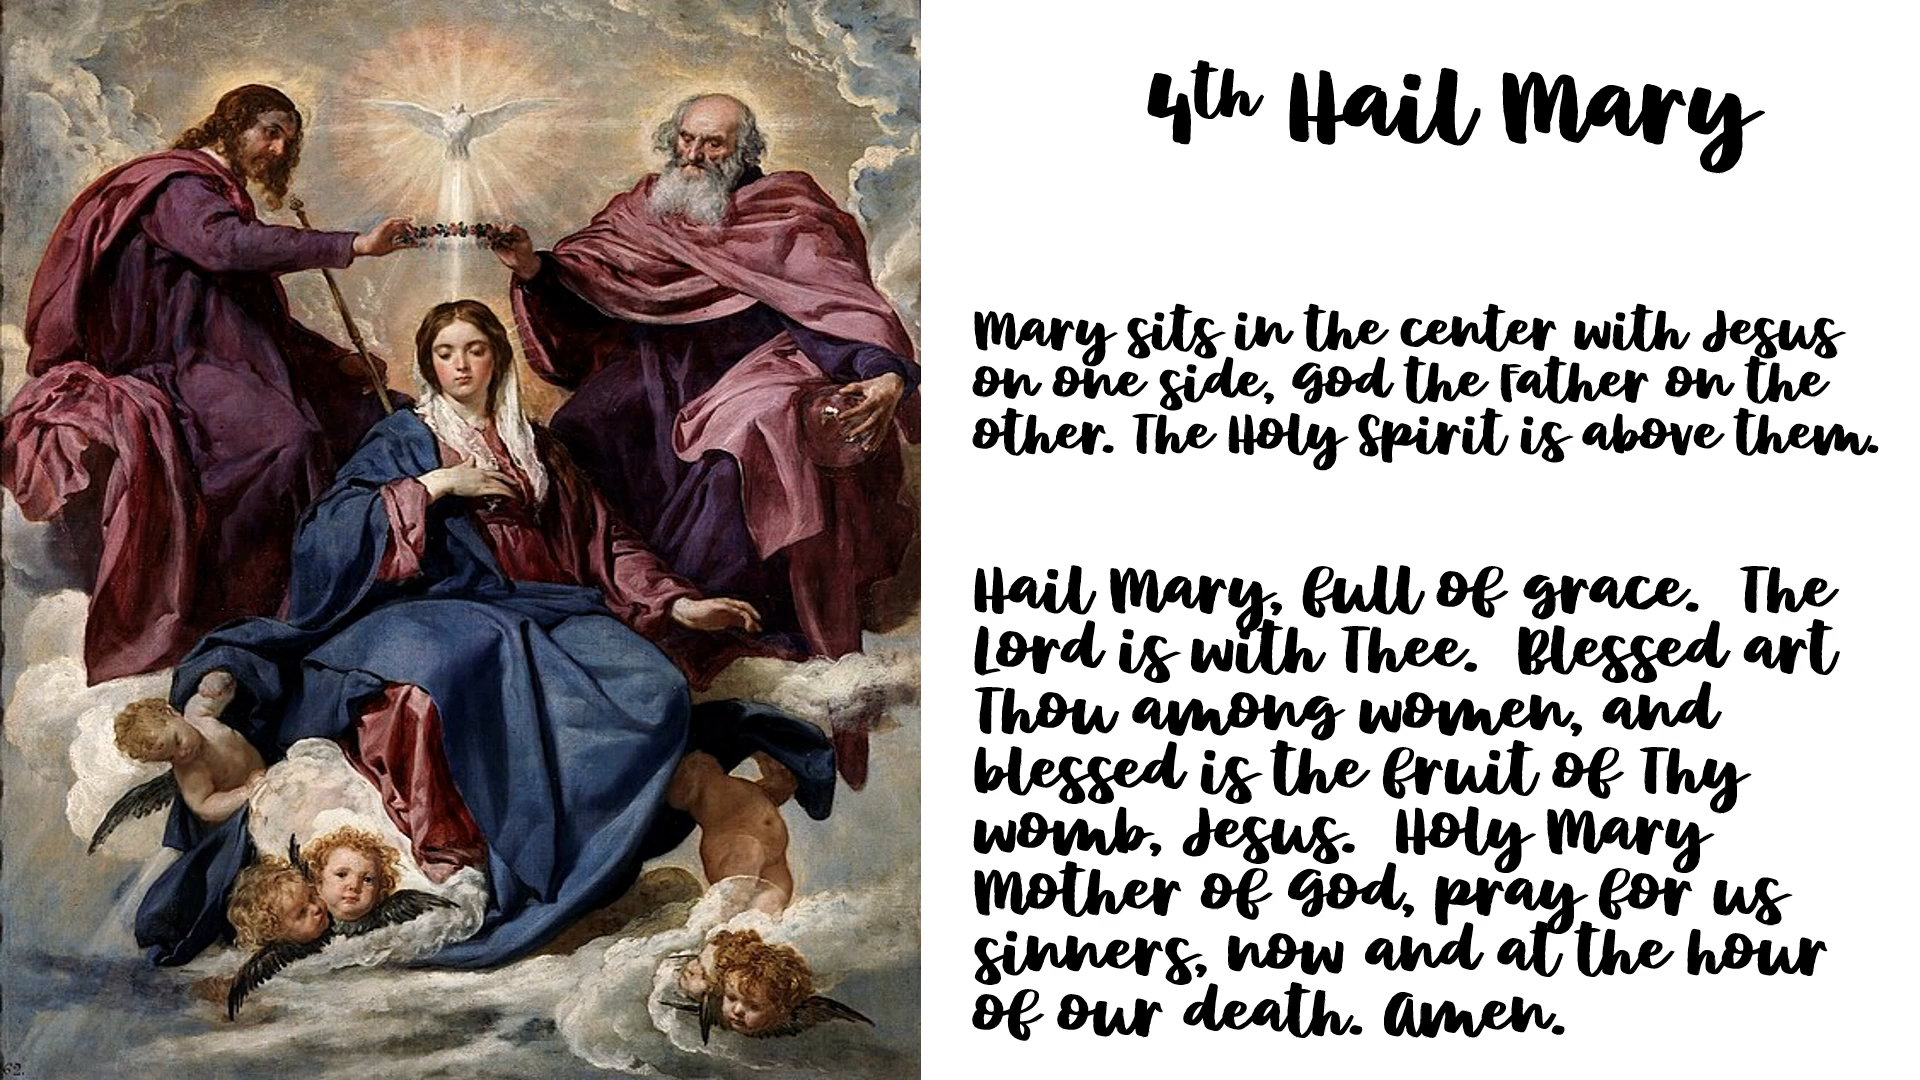 4th Hail Mary
Mary sits in the center with Jesus
on one side, God the Father on the
other. The Holy Spirit is above them.
Hail Mary, full of grace. The
Lord is with Thee. Blessed art
Thou among women, and
blessed is the fruit of Thy
womb, Jesus. Holy Mary
Mother of God, pray for us
sinners, now and at the hour
of our death. Amen.
62.